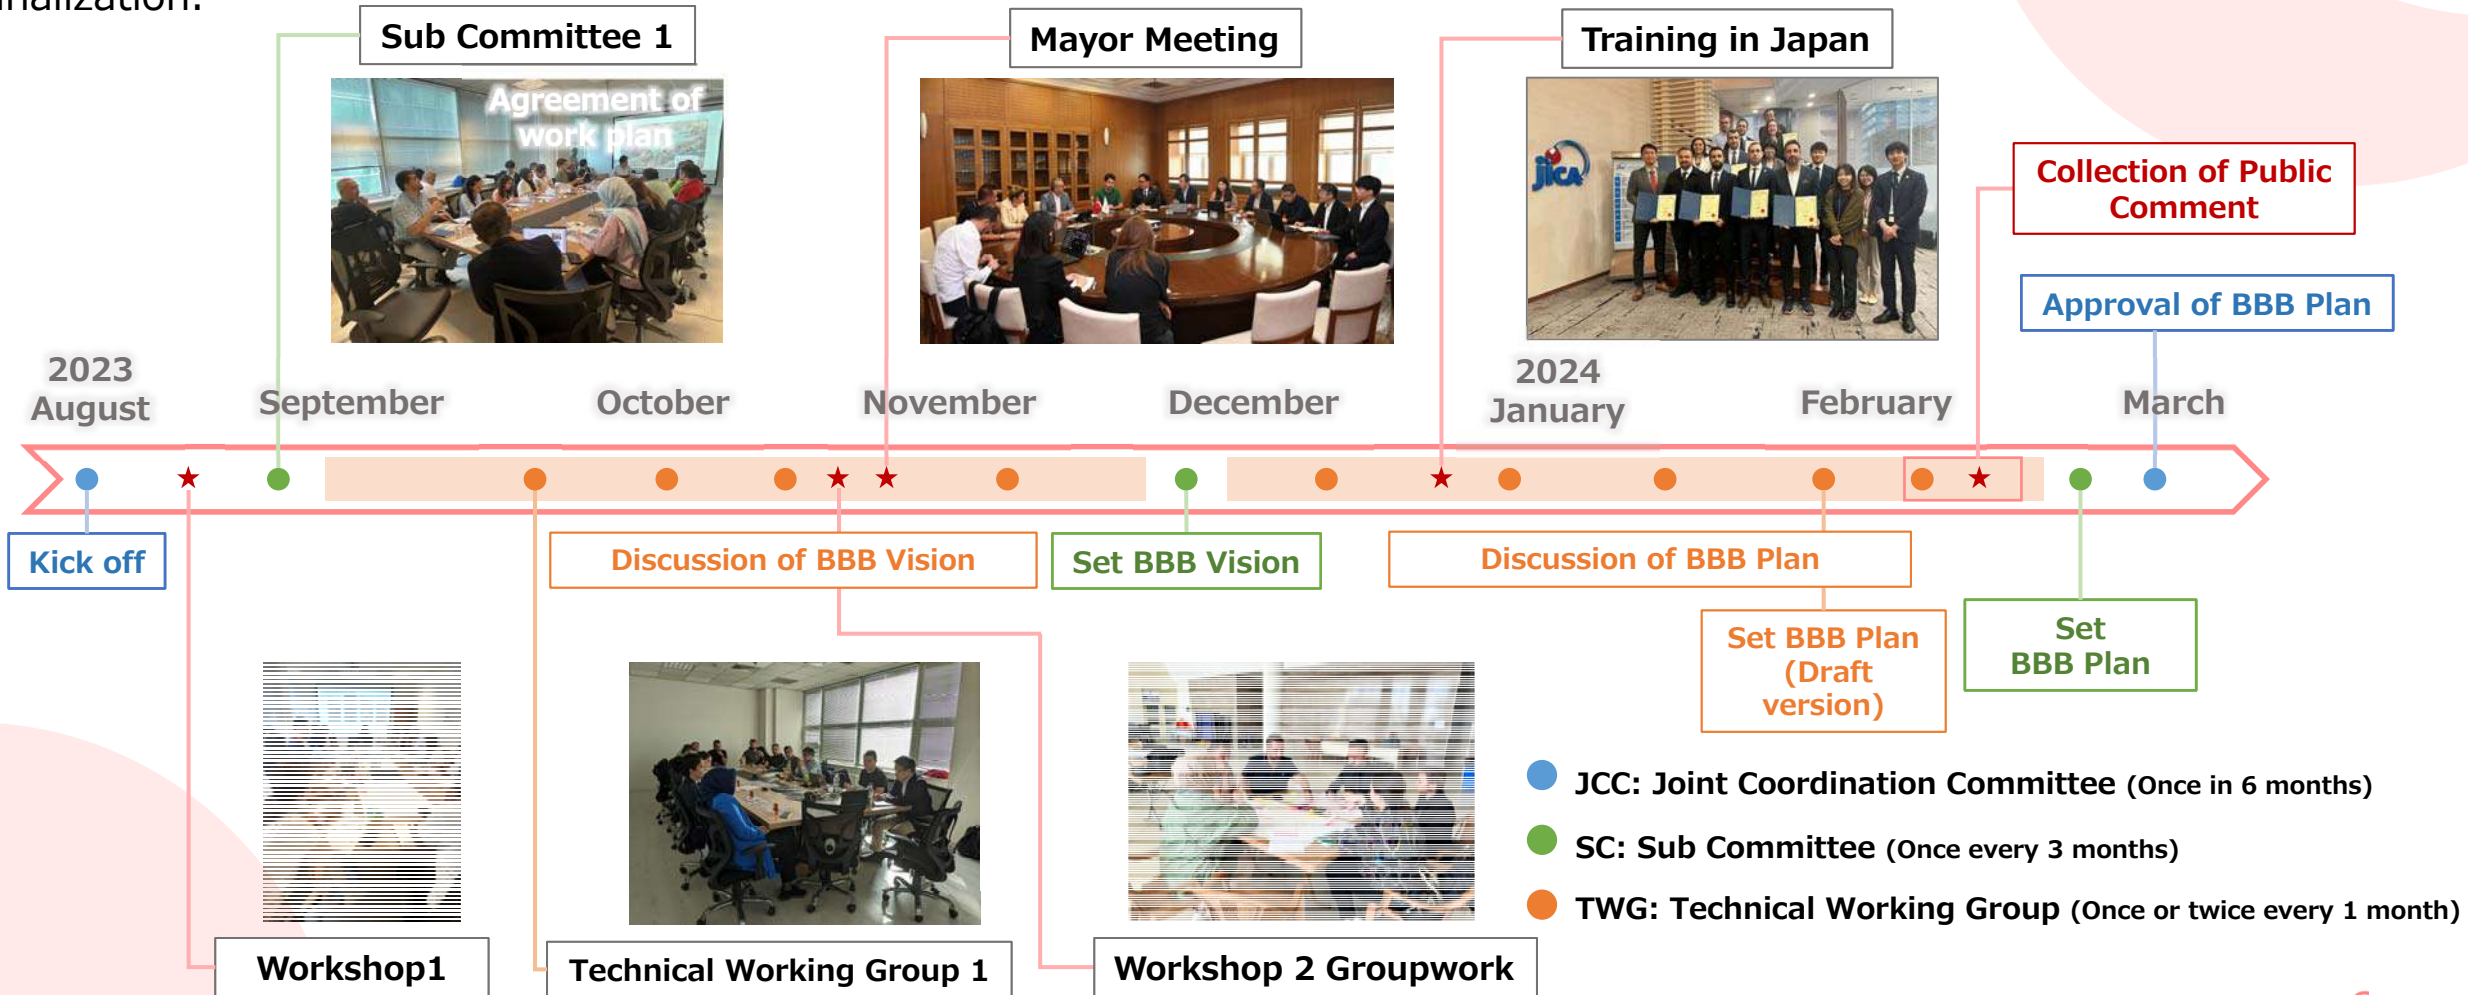 Sub Committee 1
Mayor Meeting
Training in Japan
Agreement of
work plan
JICA
Collection of Public
Comment
Approval of BBB Plan
2023
August
September
October
November
December
2024
January
February
March
Kick off
Discussion of BBB Vision
Set BBB Vision
Discussion of BBB Plan
Set BBB Plan
(Draft
version)
Set
BBB Plan
JCC: Joint Coordination Committee (Once in 6 months)
SC: Sub Committee (Once every 3 months)
TWG: Technical Working Group (Once or twice every 1 month)
Workshop1
Technical Working Group 1
Workshop 2 Groupwork